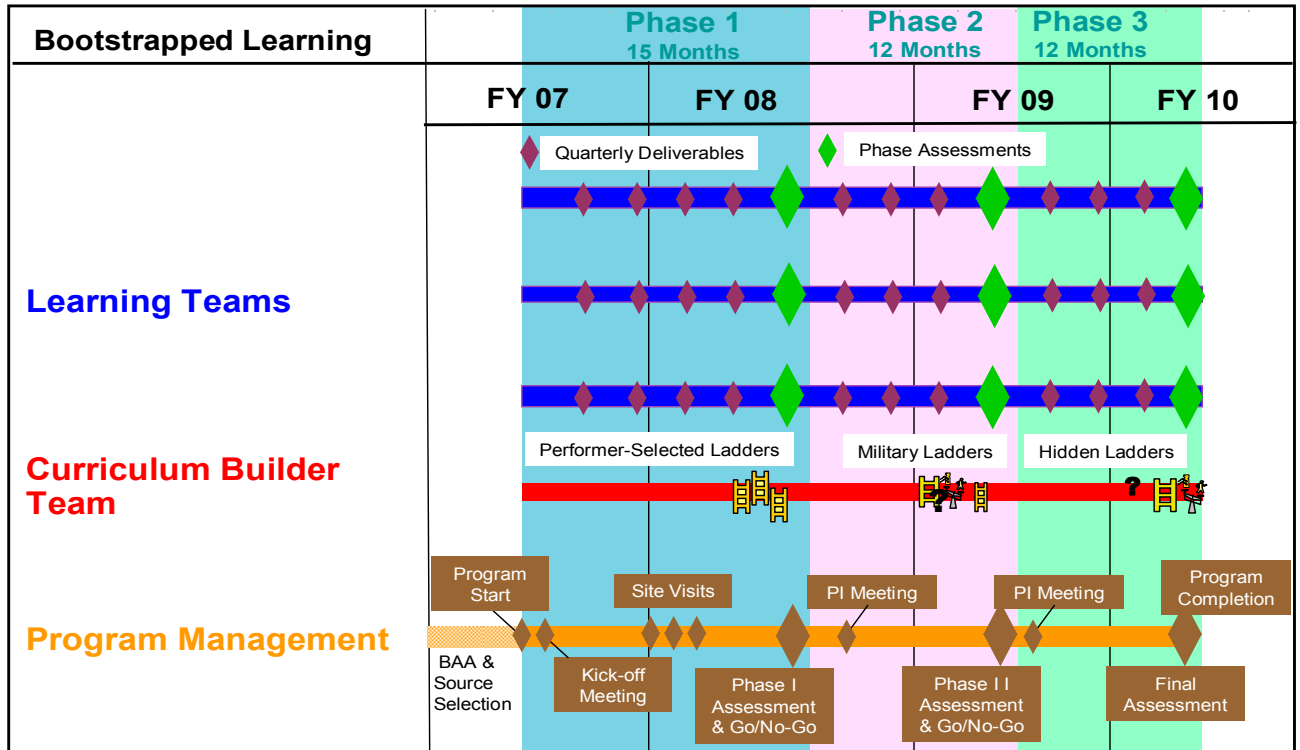 Bootstrapped Learning
Phase 1
15 Months
Phase 2
12 Months
Phase 3
12 Months
FY 07
FY 08
FY 09
FY 10
Quarterly Deliverables
Phase Assessments
Learning Teams
Performer-Selected Ladders
Military Ladders
Hidden Ladders
Curriculum Builder
Team
?
?
Program
Start
Site Visits
PI Meeting
PI Meeting
Program
Completion
Program Management
BAA &
Source
Selection
Kick-off
Meeting
Phase I
Assessment
& Go/No-Go
Phase I I
Assessment
& Go/No-Go
Final
Assessment